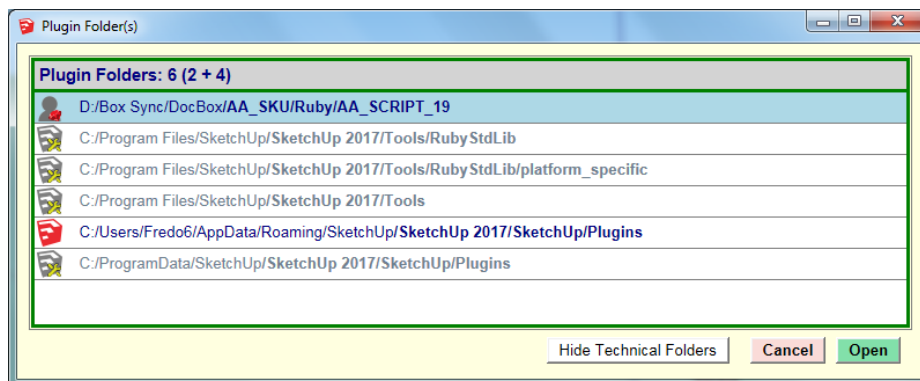 Plugin Folder(s)
Plugin Folders: 6 (2 + 4)
D:/Box Sync/DocBox/AA_SKU/Ruby/AA_SCRIPT_19
C:/Program Files/SketchUp/SketchUp 2017/Tools/RubyStdLib
C:/Program Files/SketchUp/SketchUp 2017/Tools/RubyStdLib/platform_specific
C:/Program Files/SketchUp/SketchUp 2017/Tools
C:/Users/Fredo6/AppData/Roaming/SketchUp/SketchUp 2017/SketchUp/Plugins
C:/ProgramData/SketchUp/SketchUp 2017/SketchUp/Plugins
Hide Technical Folders Cancel Open